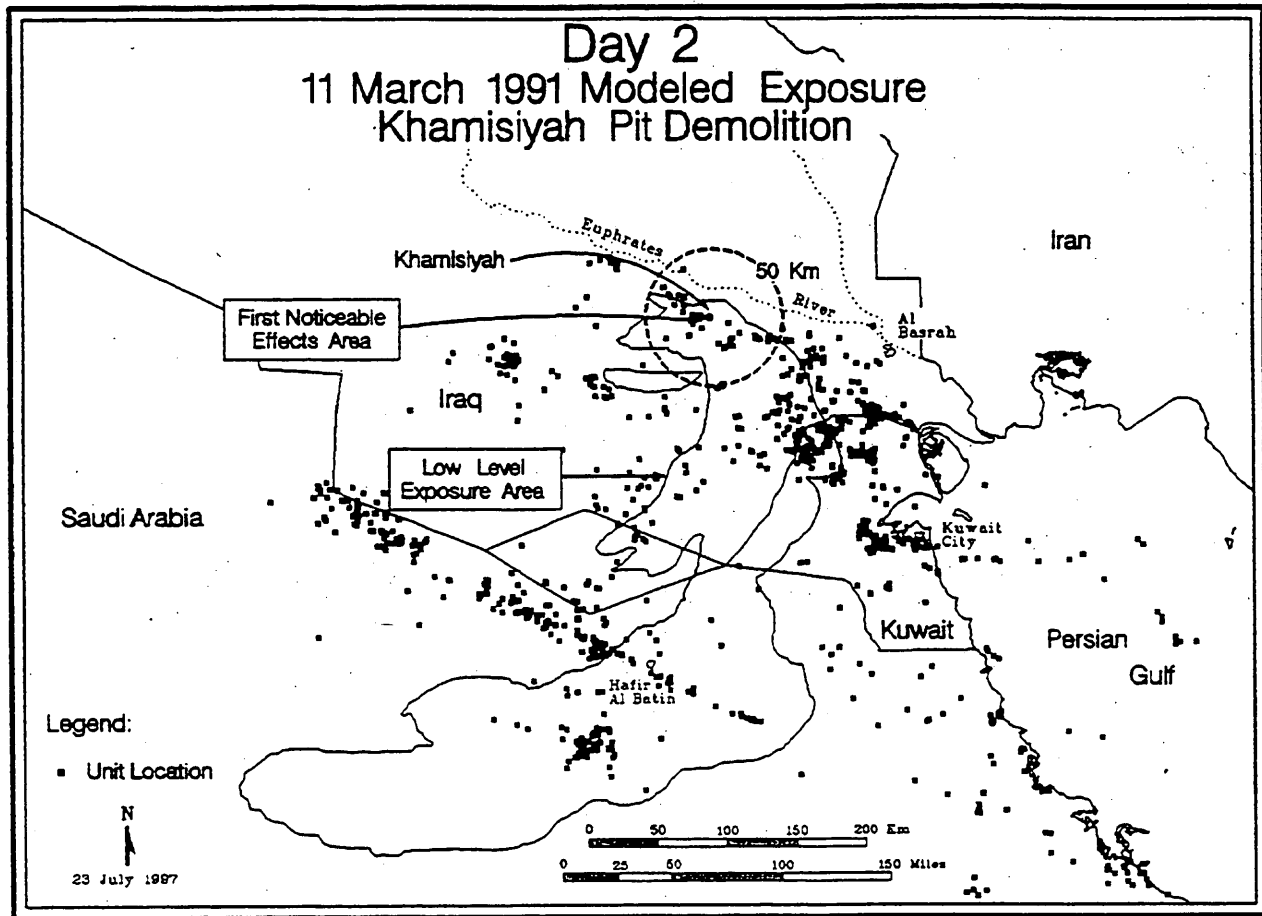 Day 2
11 March 1991 Modeled Exposure
Khamisiyah Pit Demolition
Euphrates
River
Khamisiyah
50 Km
Iran
First Noticeable
Effects Area
Al
Basrah
Iraq
Low Level
Exposure Area
Saudi Arabia
Kuwait
City
Kuwait
Persian
Gulf
Hafir
Al Batin
Legend:
Unit Location
N
23 July 1997
0 50 100 150 200 Km
0 25 50 100 150 Miles